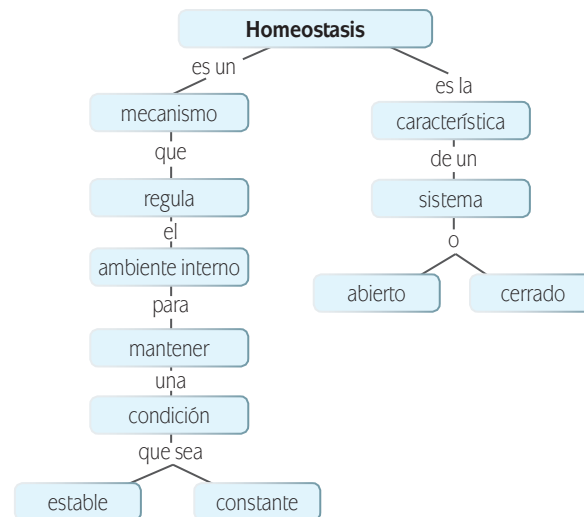 Homeostasis
es un
mecanismo
que
regula
el
ambiente interno
para
mantener
una
condición
que sea
estable
constante
es la
característica
de un
sistema
o
abierto
cerrado